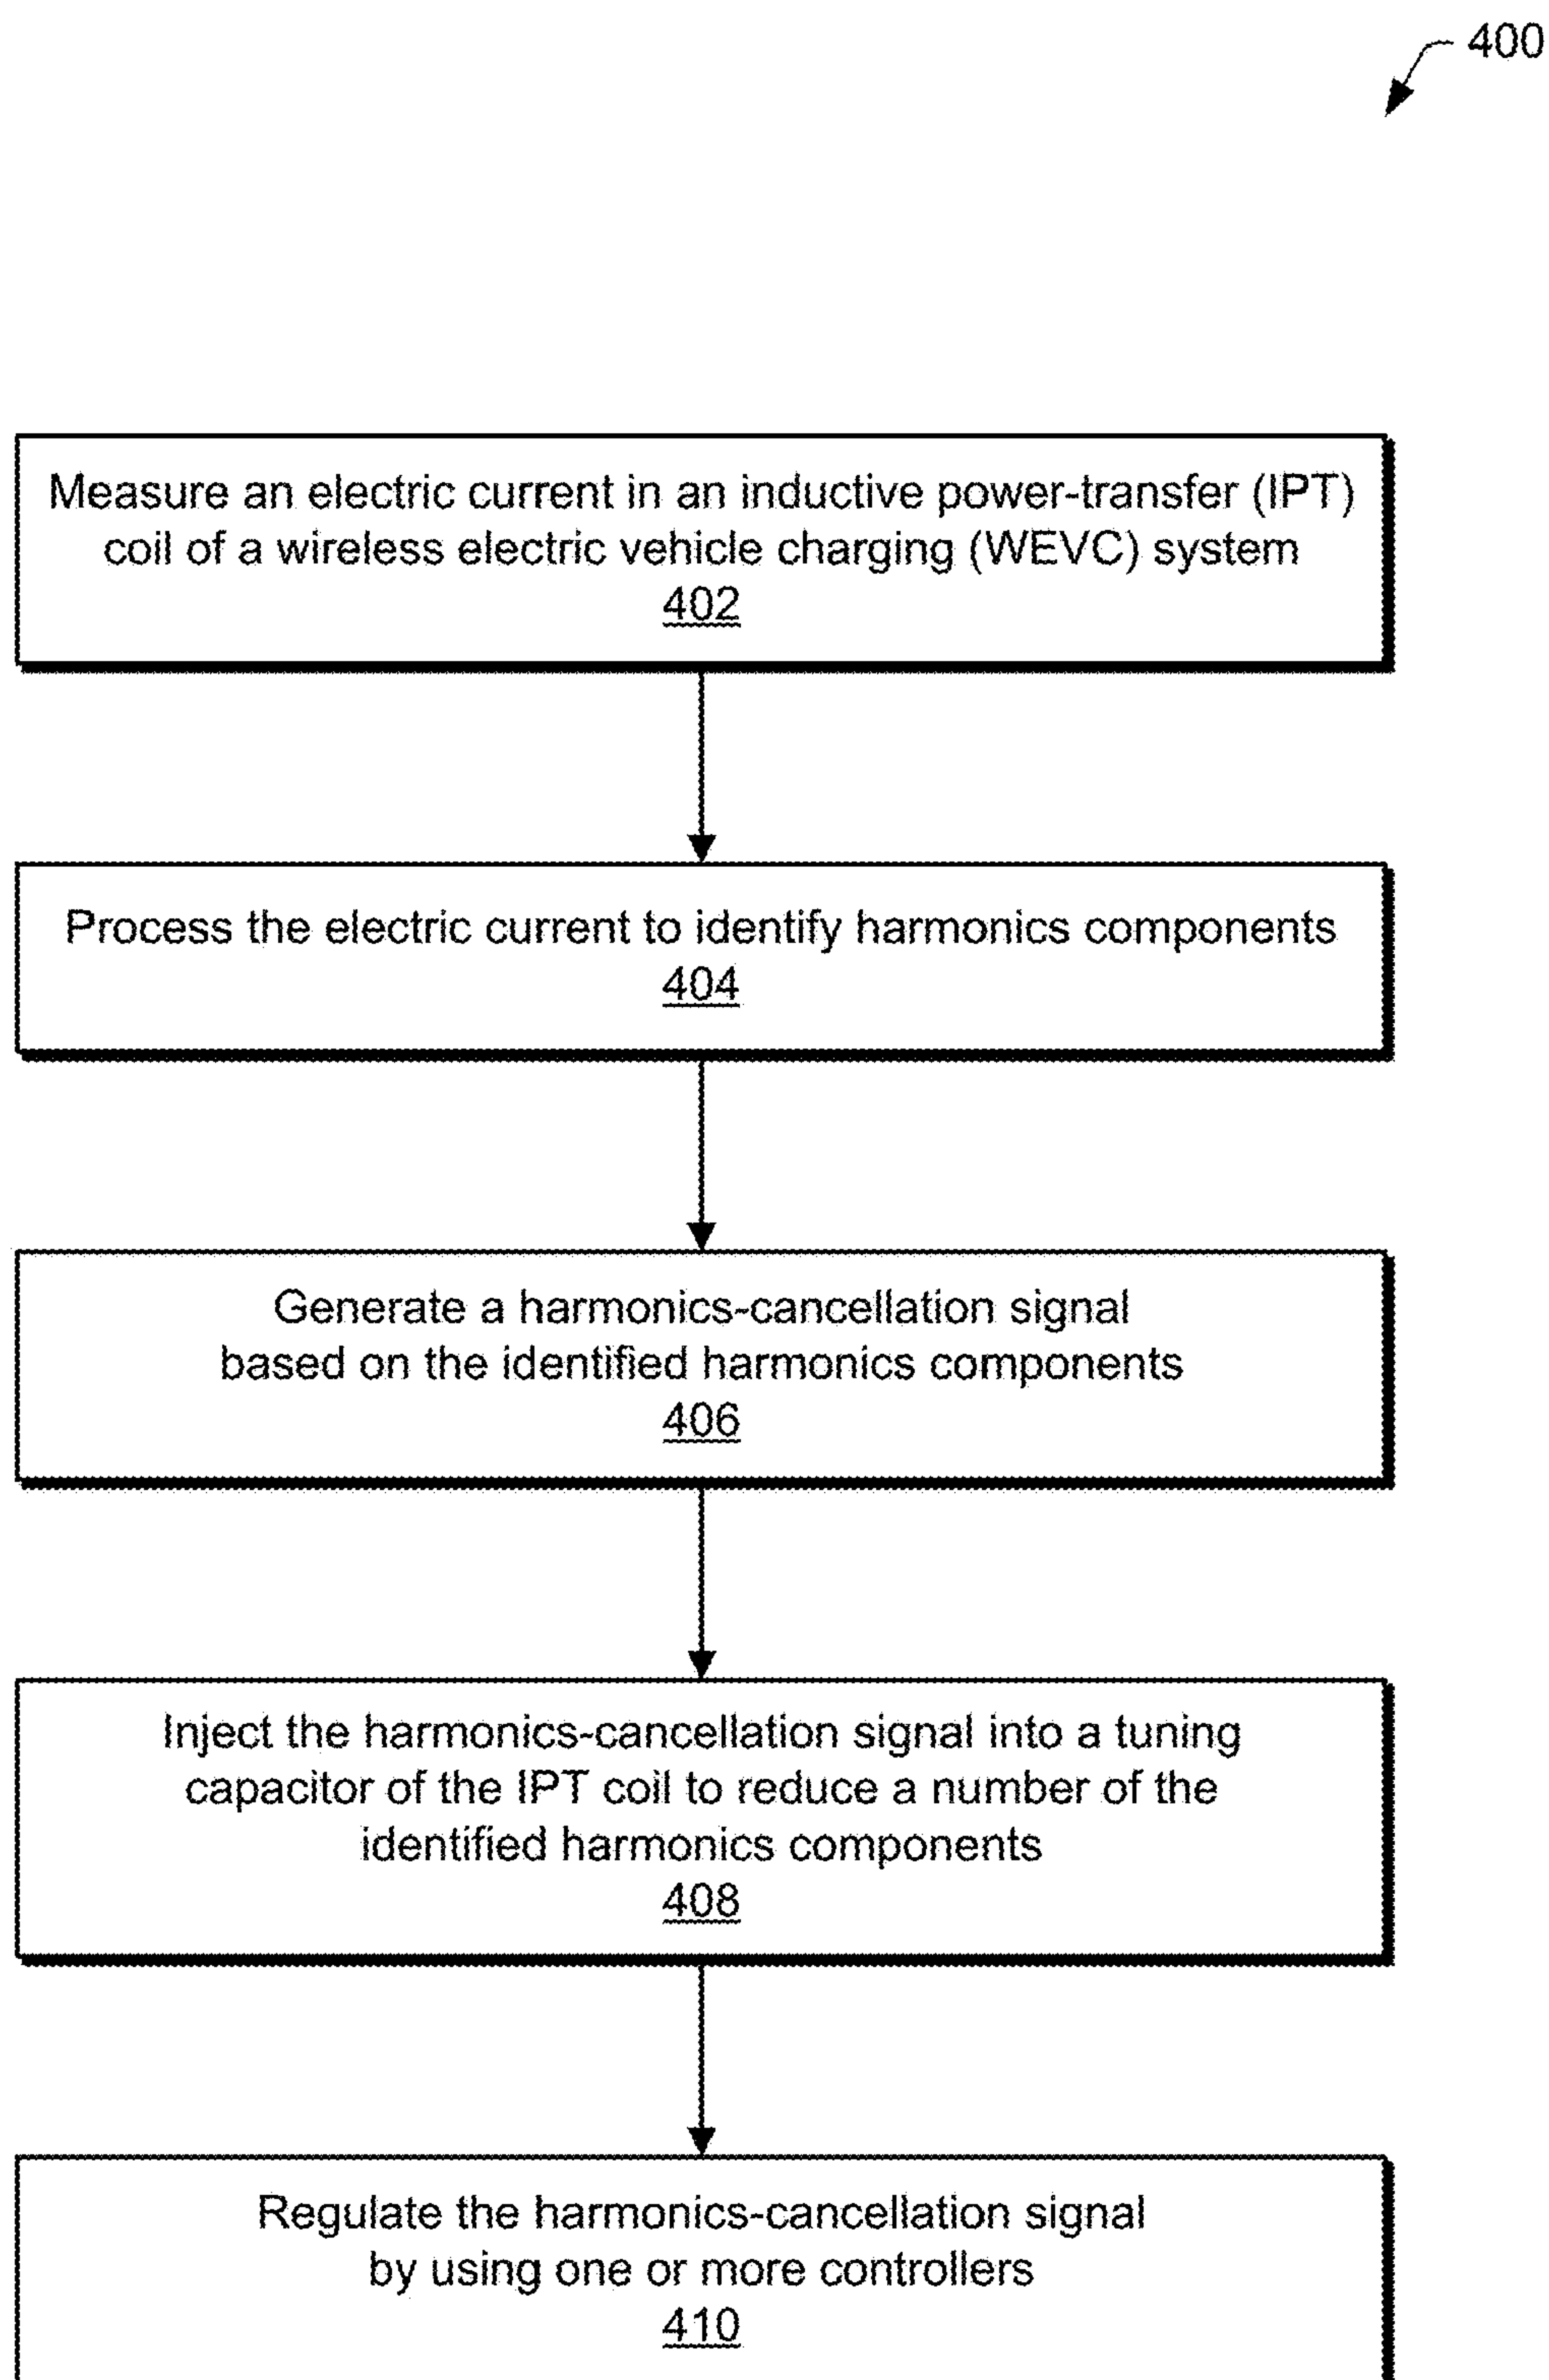 400
Measure an electric current in an inductive power-transfer (IPT)
coil of a wireless electric vehicle charging (WEVC) system
402
Process the electric current to identify harmonics components
404
Generate a harmonics-cancellation signal
based on the identified harmonics components
406
Inject the harmonics-cancellation signal into a tuning
capacitor of the IPT coil to reduce a number of the
identified harmonics components
408
Regulate the harmonics-cancellation signal
by using one or more controllers
410